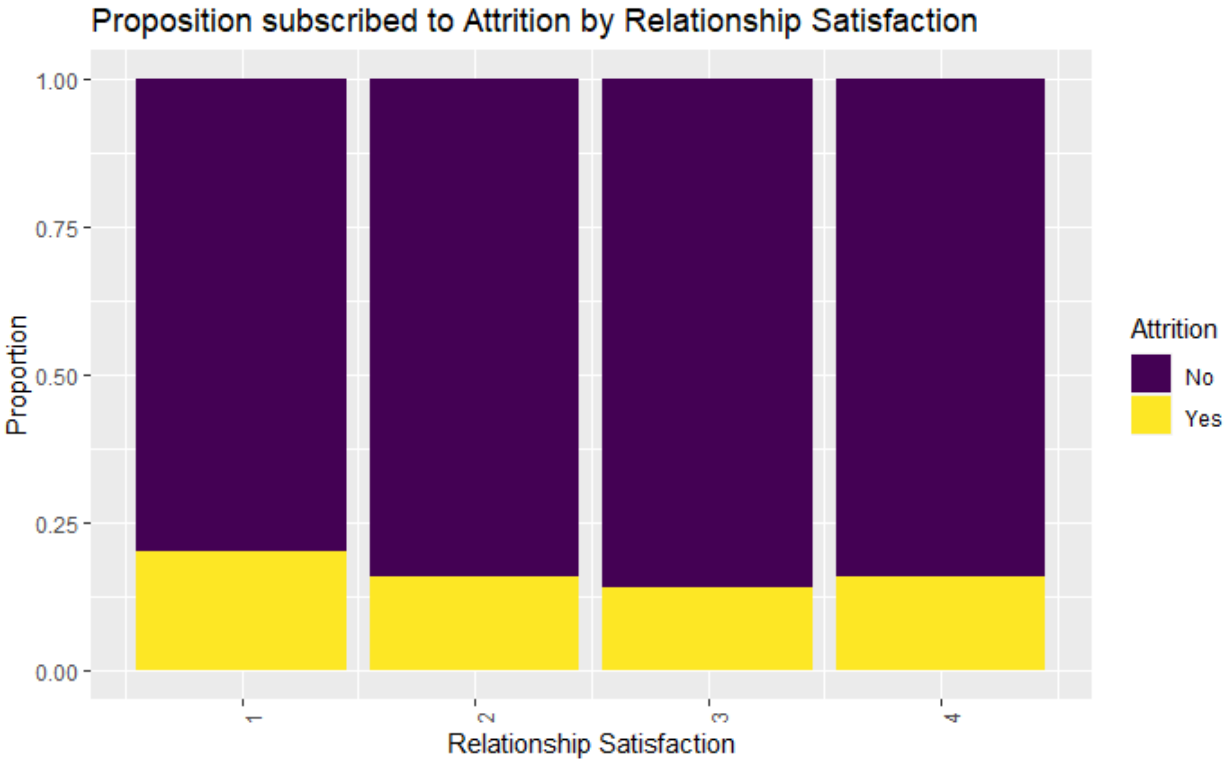 Proposition subscribed to Attrition by Relationship Satisfaction
1.00
0.75
0.50
0.25
0.00
Proportion
1
2
3
4
Relationship Satisfaction
Attrition
No
Yes